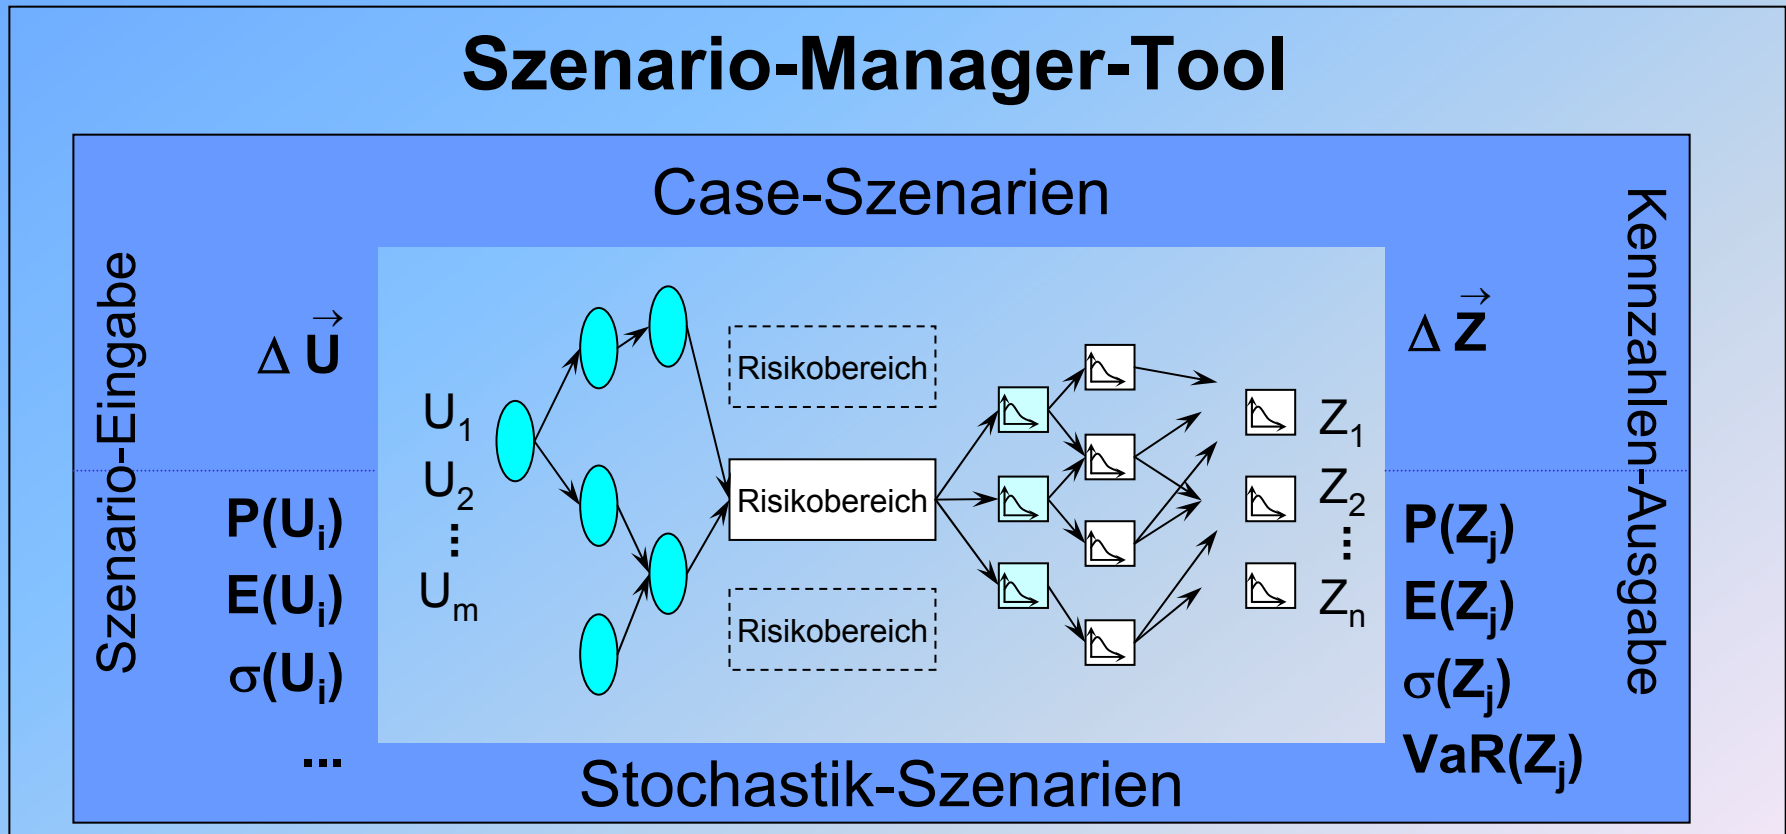 Szenario-Manager-Tool
Case-Szenarien
Szenario-Eingabe
Δ U⃗
P(Uᵢ)
E(Uᵢ)
σ(Uᵢ)
...
U₁
U₂
...
Uₘ
Risikobereich
Risikobereich
Risikobereich
Z₁
Z₂
...
Zₙ
Δ Z⃗
P(Zⱼ)
E(Zⱼ)
σ(Zⱼ)
VaR(Zⱼ)
Kennzahlen-Ausgabe
Stochastik-Szenarien